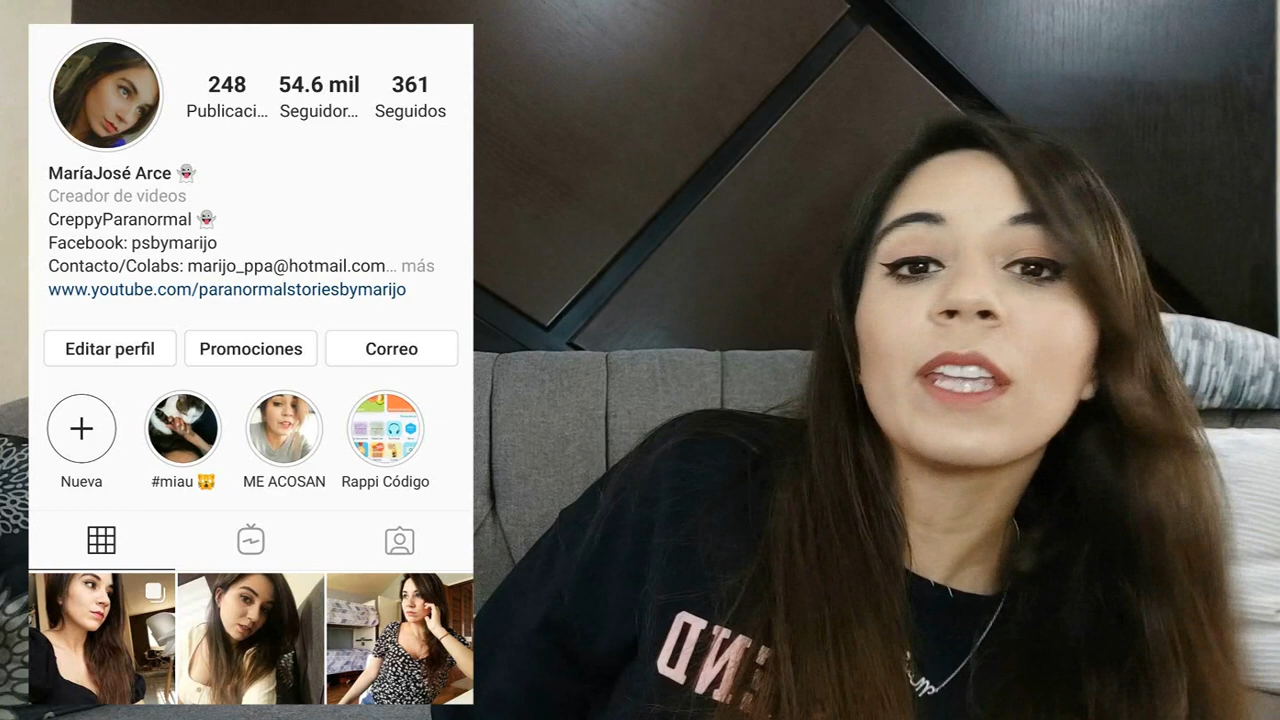 248 54.6 mil 361
Publicaci... Seguidor... Seguidos
MaríaJosé Arce 👻
Creador de videos
CreppyParanormal 👻
Facebook: psbymarijo
Contacto/Colabs: marijo_ppa@hotmail.com... más
www.youtube.com/paranormalstoriesbymarijo
Editar perfil Promociones Correo
Nueva #miau 🐱 ME ACOSAN Rappi Código